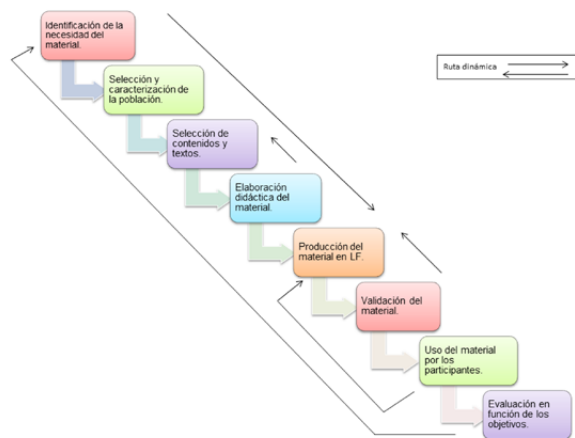 Identificación de la
necesidad del
material.
Ruta dinámica
Selección y
caracterización de
la población.
Selección de
contenidos y
textos.
Elaboración
didáctica del
material.
Producción del
material en LF.
Validación del
material.
Uso del material
por los
participantes.
Evaluación en
función de los
objetivos.